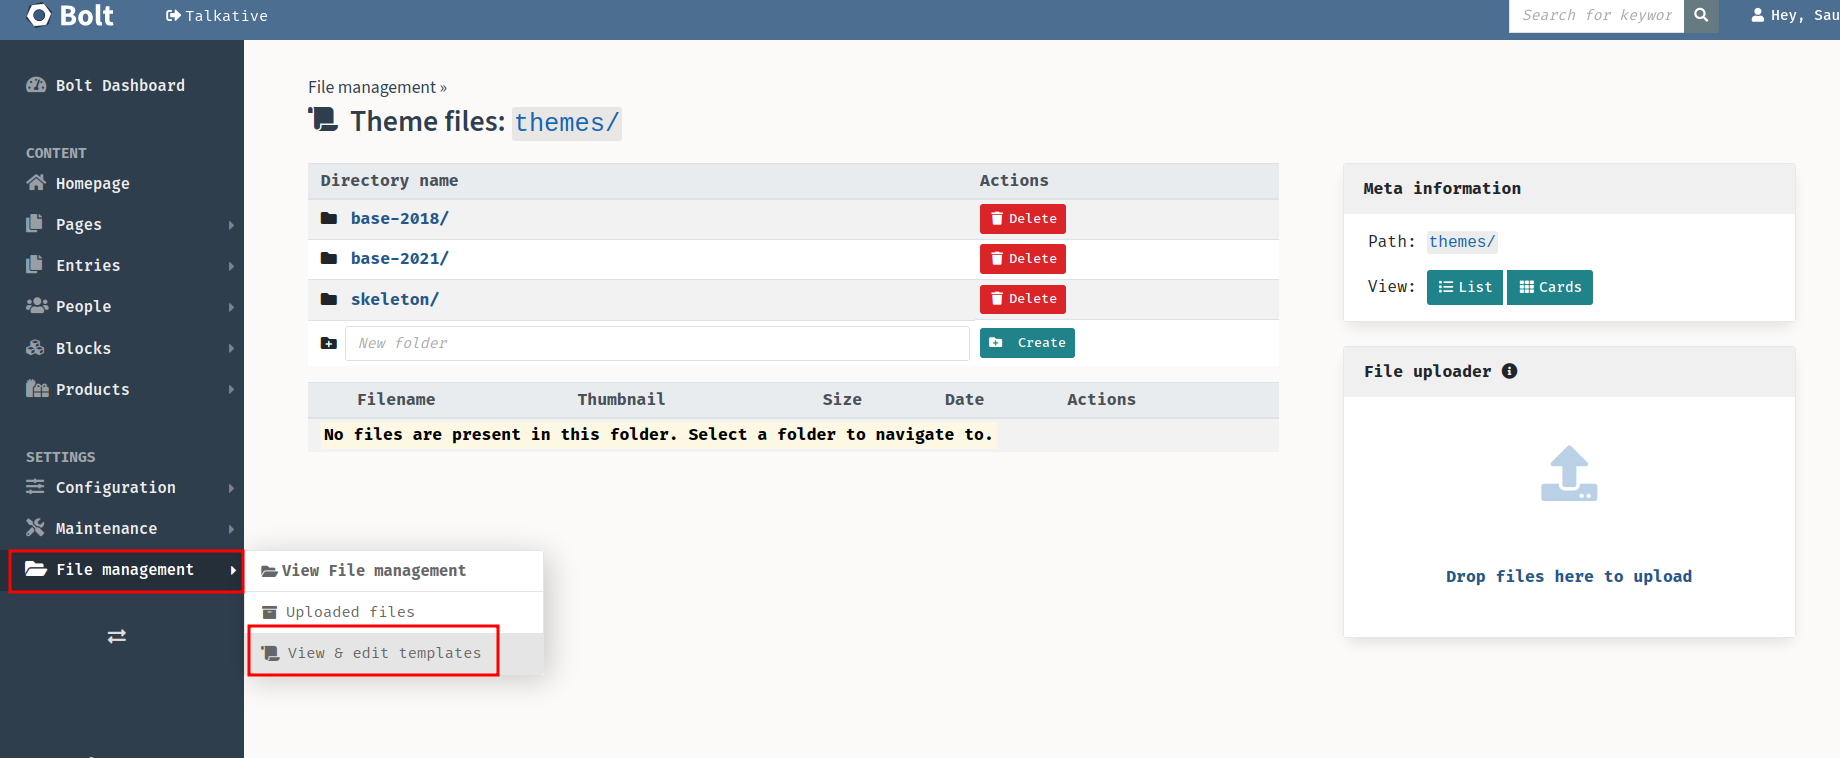 Bolt
Talkative
Search for keywor
Hey, Sau
Bolt Dashboard
CONTENT
Homepage
Pages
Entries
People
Blocks
Products
SETTINGS
Configuration
Maintenance
File management
View File management
Uploaded files
View & edit templates
File management »
Theme files: themes/
Directory name Actions
base-2018/ Delete
base-2021/ Delete
skeleton/ Delete
New folder Create
Filename Thumbnail Size Date Actions
No files are present in this folder. Select a folder to navigate to.
Meta information
Path: themes/
View: List Cards
File uploader
Drop files here to upload